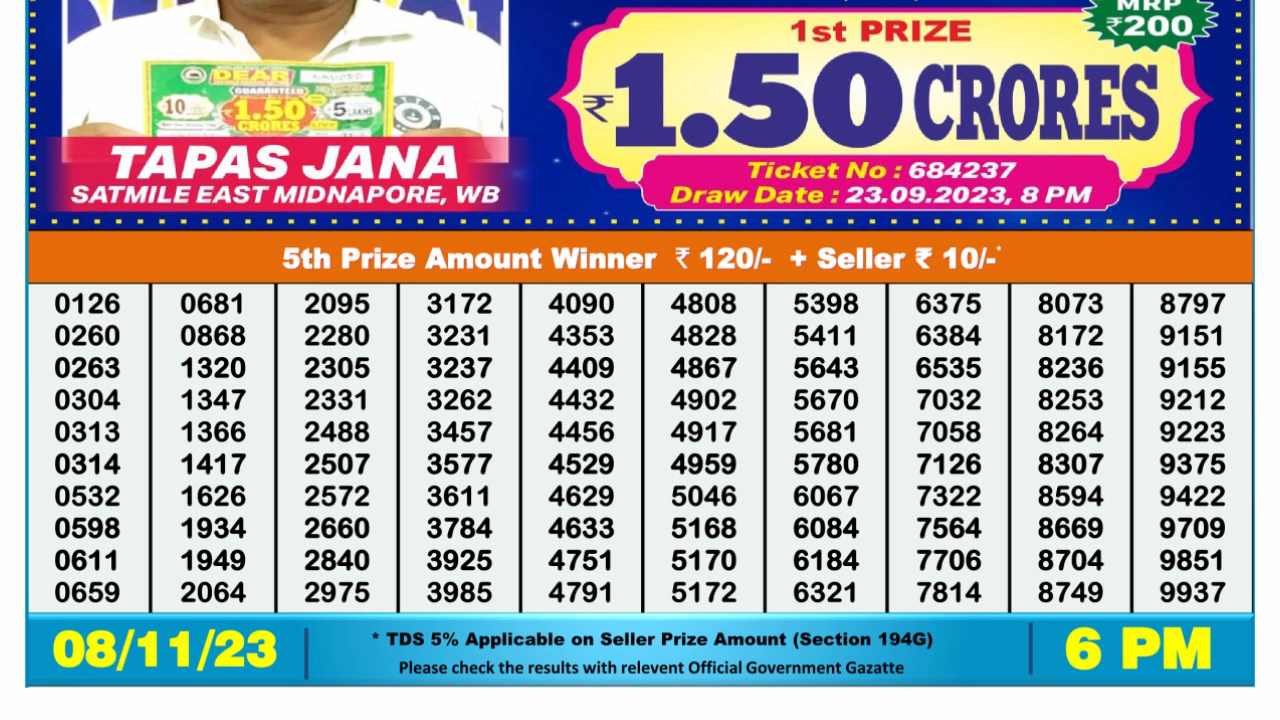 MRP
₹200
1st PRIZE
₹1.50 CRORES
DEAR
GUARANTEED
10
₹1.50
5
LAKHS
CRORES
TAPAS JANA
SATMILE EAST MIDNAPORE, WB
Ticket No : 684237
Draw Date : 23.09.2023, 8 PM
5th Prize Amount Winner ₹ 120/- + Seller ₹ 10/-*
0126 0681 2095 3172 4090 4808 5398 6375 8073 8797
0260 0868 2280 3231 4353 4828 5411 6384 8172 9151
0263 1320 2305 3237 4409 4867 5643 6535 8236 9155
0304 1347 2331 3262 4432 4902 5670 7032 8253 9212
0313 1366 2488 3457 4456 4917 5681 7058 8264 9223
0314 1417 2507 3577 4529 4959 5780 7126 8307 9375
0532 1626 2572 3611 4629 5046 6067 7322 8594 9422
0598 1934 2660 3784 4633 5168 6084 7564 8669 9709
0611 1949 2840 3925 4751 5170 6184 7706 8704 9851
0659 2064 2975 3985 4791 5172 6321 7814 8749 9937
08/11/23
* TDS 5% Applicable on Seller Prize Amount (Section 194G)
Please check the results with relevent Official Government Gazatte
6 PM